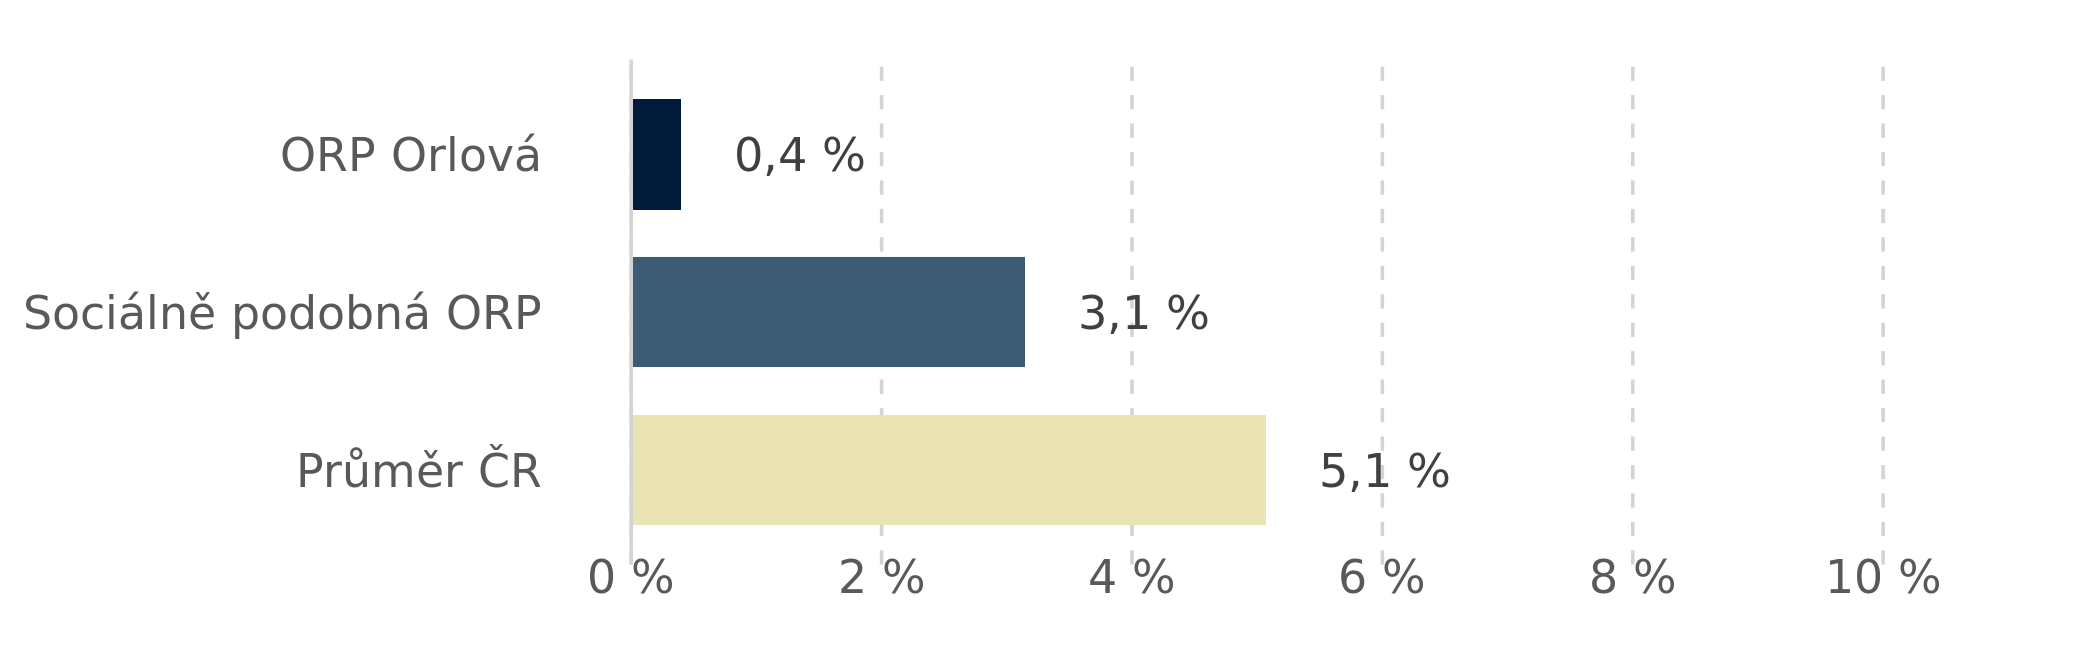 ORP Orlová 0,4 %
Sociálně podobná ORP 3,1 %
Průměr ČR 5,1 %
0 % 2 % 4 % 6 % 8 % 10 %